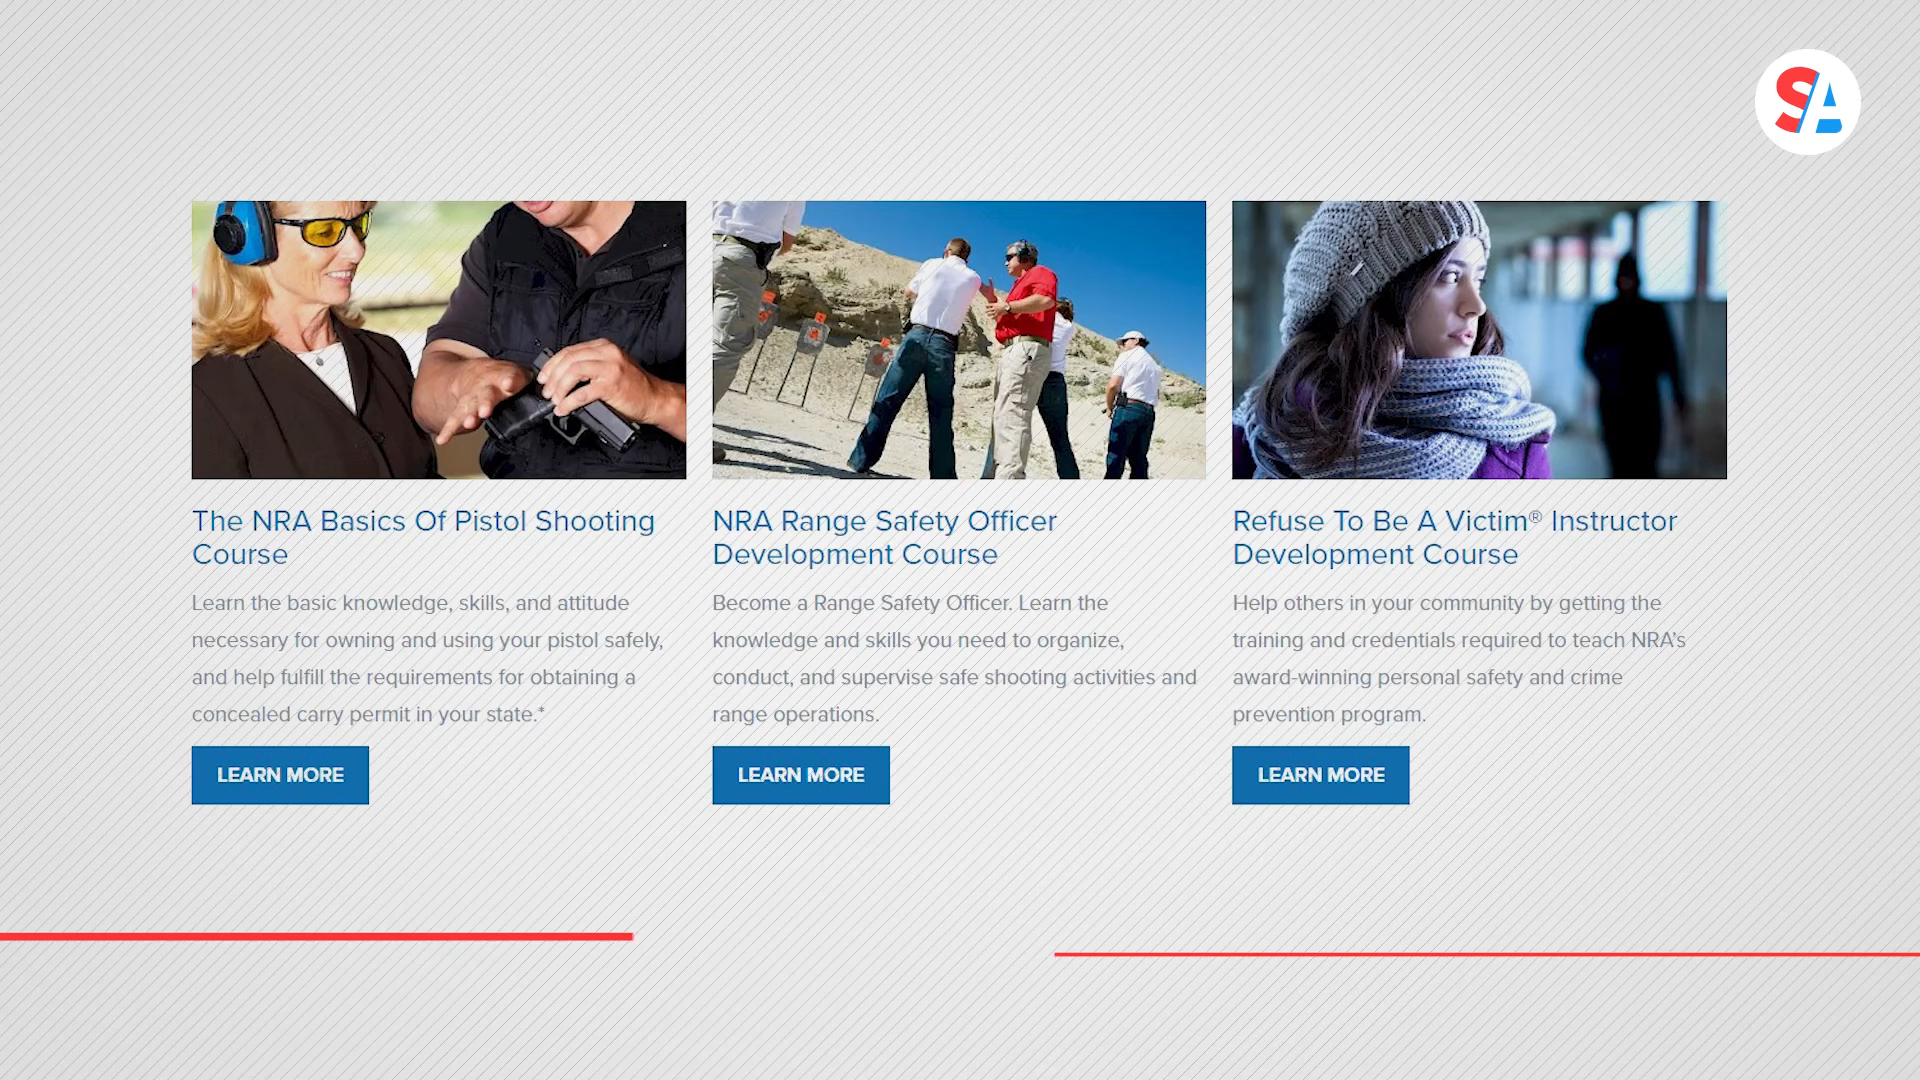 SA
The NRA Basics Of Pistol Shooting
Course
Learn the basic knowledge, skills, and attitude
necessary for owning and using your pistol safely,
and help fulfill the requirements for obtaining a
concealed carry permit in your state.*
LEARN MORE
NRA Range Safety Officer
Development Course
Become a Range Safety Officer. Learn the
knowledge and skills you need to organize,
conduct, and supervise safe shooting activities and
range operations.
LEARN MORE
Refuse To Be A Victim® Instructor
Development Course
Help others in your community by getting the
training and credentials required to teach NRA’s
award-winning personal safety and crime
prevention program.
LEARN MORE